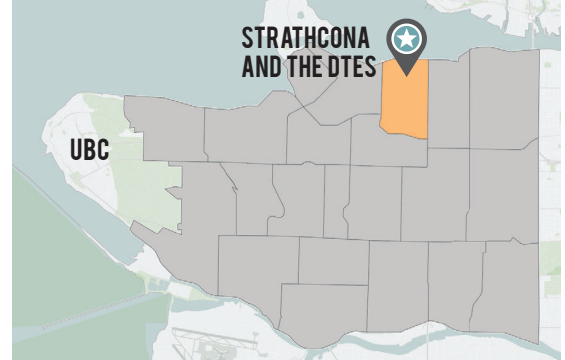 STRATHCONA
AND THE DTES
UBC